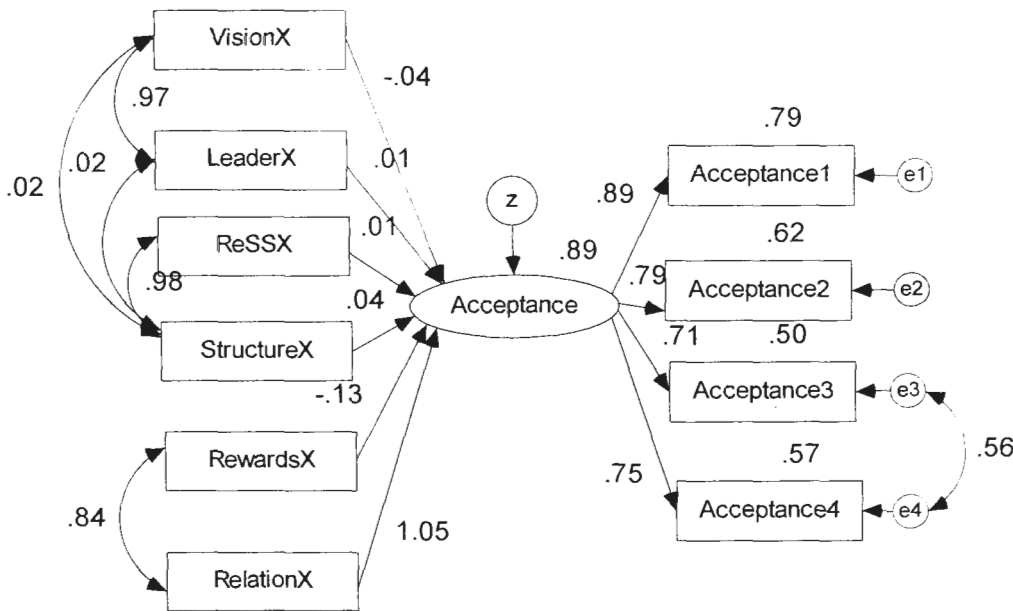 VisionX
-.04
.97
.79
LeaderX
.01
Acceptance1
e1
.02
.02
z
.89
ReSSX
.01
.89
.62
.98
.79
Acceptance
Acceptance2
e2
.04
StructureX
.71
.50
-.13
Acceptance3
e3
RewardsX
.75
.57
.56
.84
1.05
Acceptance4
e4
RelationX